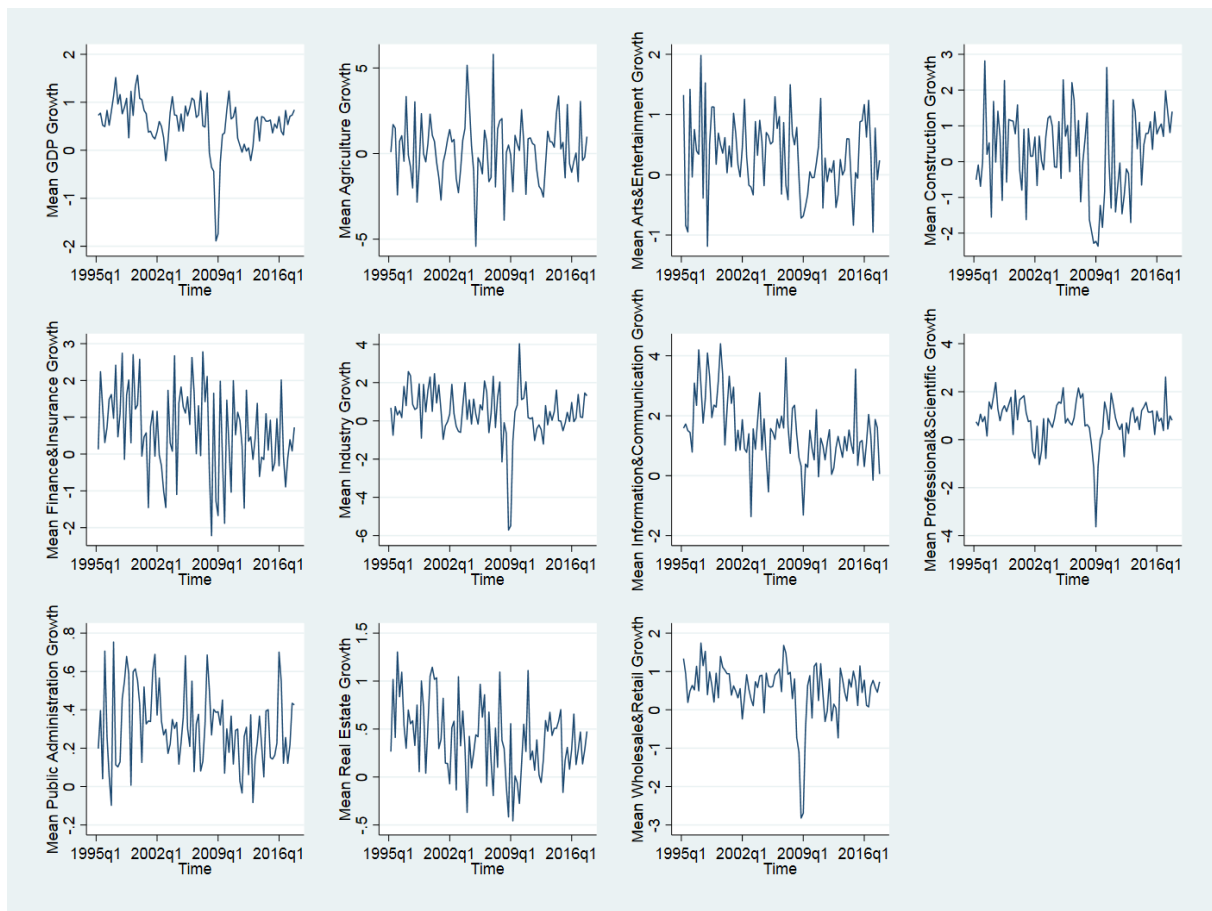 Mean GDP Growth
2
1
0
-1
-2
1995q1 2002q1 2009q1 2016q1
Time
Mean Agriculture Growth
5
0
-5
1995q1 2002q1 2009q1 2016q1
Time
Mean Arts&Entertainment Growth
2
1
0
-1
1995q1 2002q1 2009q1 2016q1
Time
Mean Construction Growth
3
2
1
0
-1
-2
1995q1 2002q1 2009q1 2016q1
Time
Mean Finance&Insurance Growth
3
2
1
0
-1
-2
1995q1 2002q1 2009q1 2016q1
Time
Mean Industry Growth
4
2
0
-2
-4
-6
1995q1 2002q1 2009q1 2016q1
Time
Mean Information&Communication Growth
4
2
0
-2
1995q1 2002q1 2009q1 2016q1
Time
Mean Professional&Scientific Growth
4
2
0
-2
-4
1995q1 2002q1 2009q1 2016q1
Time
Mean Public Administration Growth
.8
.6
.4
.2
0
-.2
1995q1 2002q1 2009q1 2016q1
Time
Mean Real Estate Growth
1.5
1
.5
0
-.5
1995q1 2002q1 2009q1 2016q1
Time
Mean Wholesale&Retail Growth
2
1
0
-1
-2
-3
1995q1 2002q1 2009q1 2016q1
Time